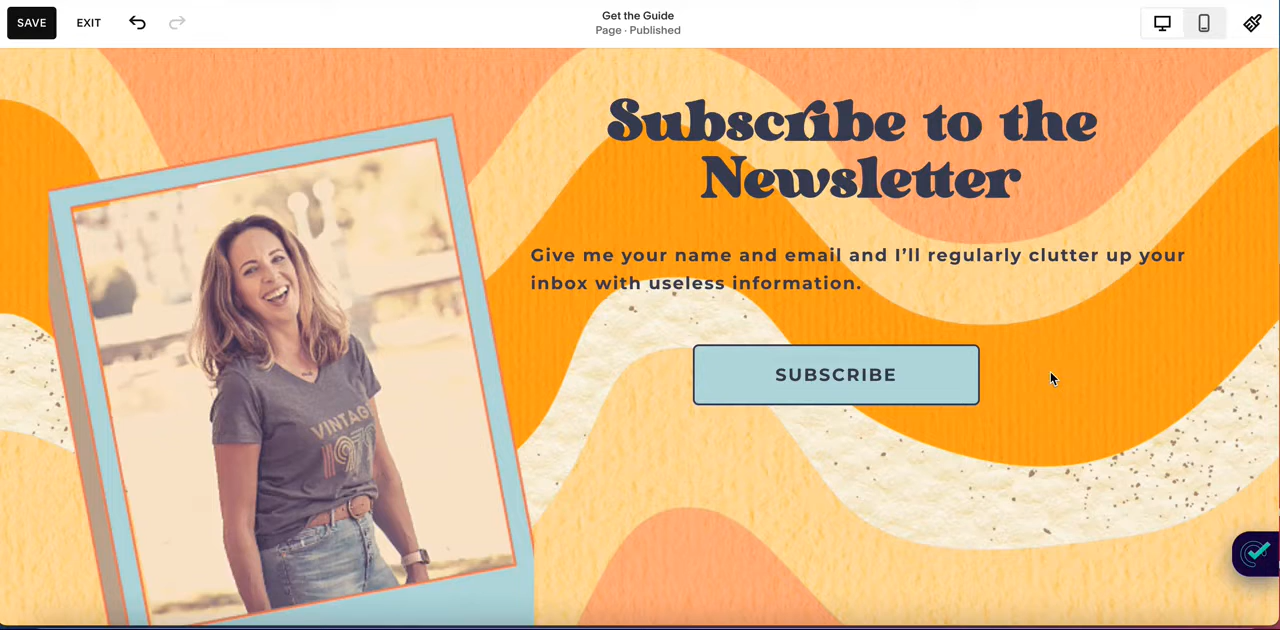 SAVE
EXIT
Get the Guide
Page · Published
Subscribe to the
Newsletter
Give me your name and email and I’ll regularly clutter up your
inbox with useless information.
SUBSCRIBE
VINTAGE
197